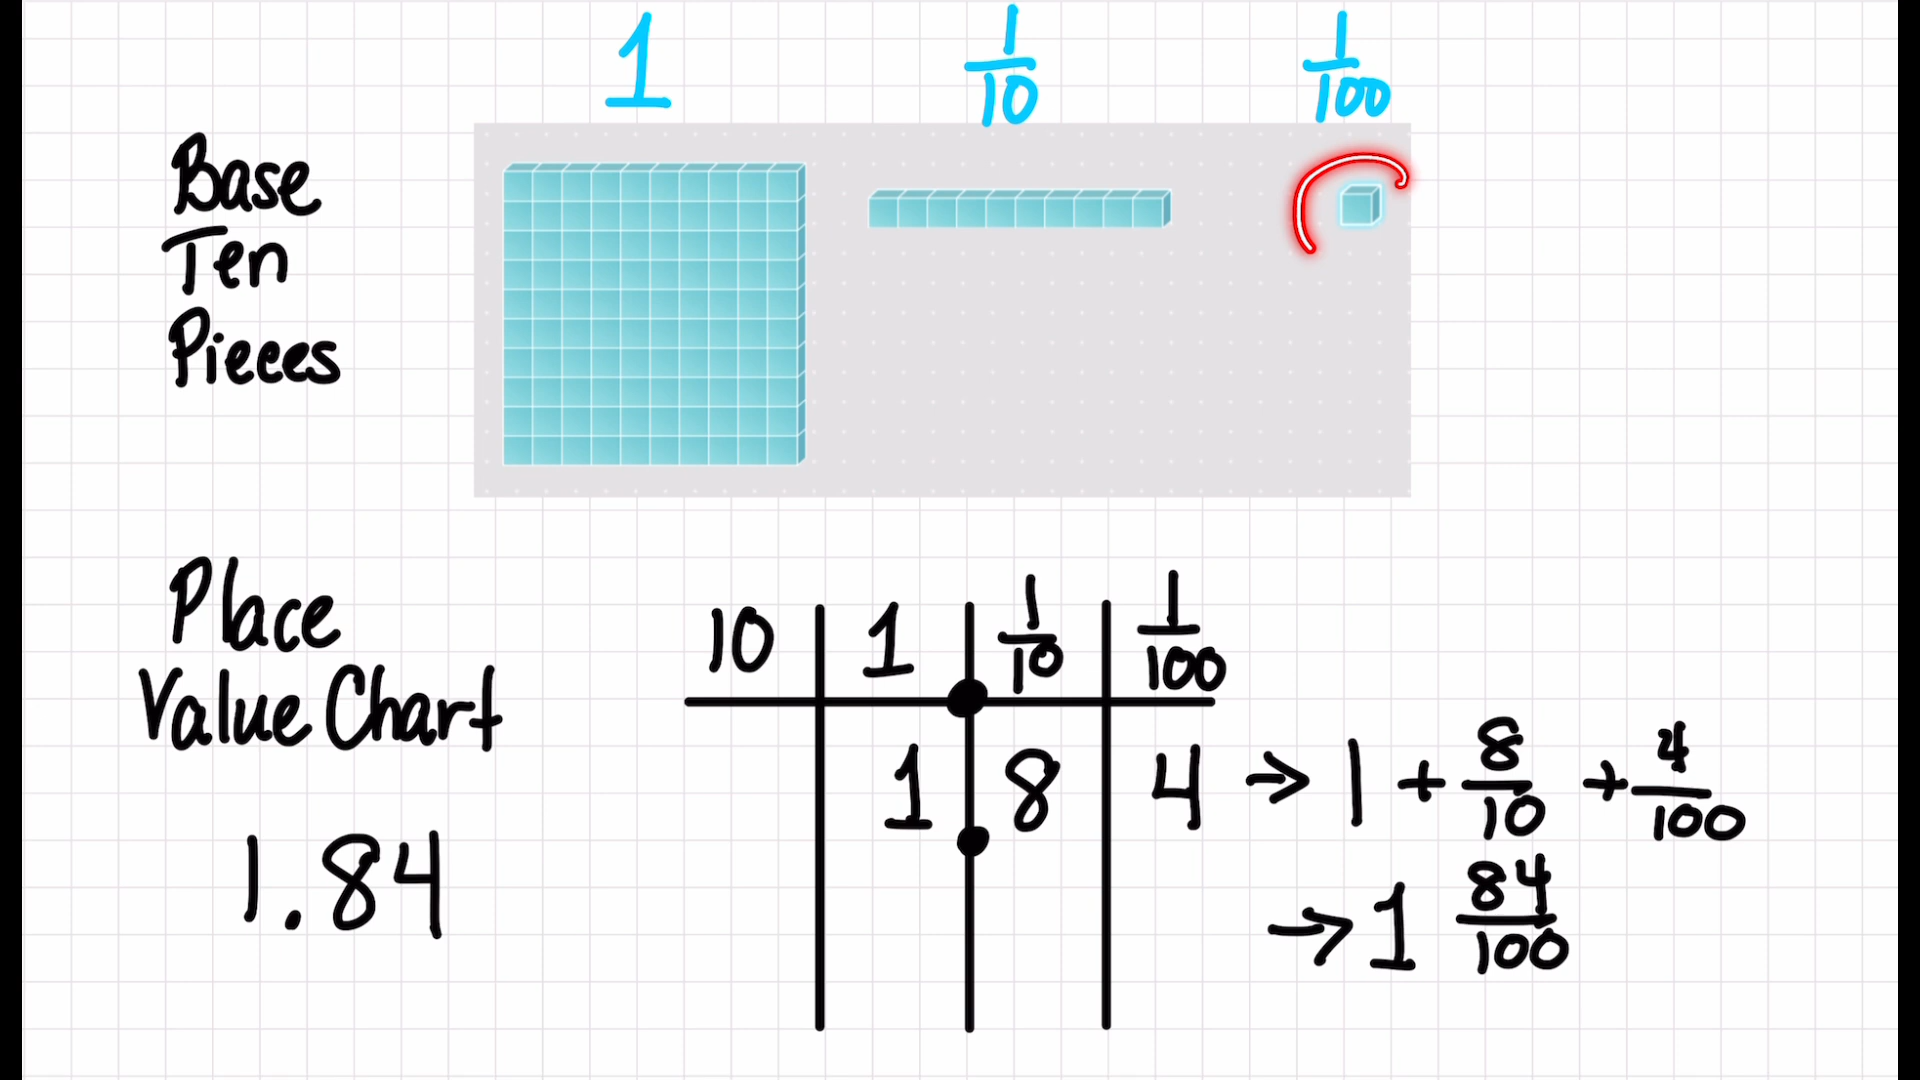 1 1/10 1/100
Base
Ten
Pieces
Place
Value Chart
10 1 1/10 1/100
1 . 8 4 → 1 + 8/10 + 4/100
1.84
→ 1 84/100